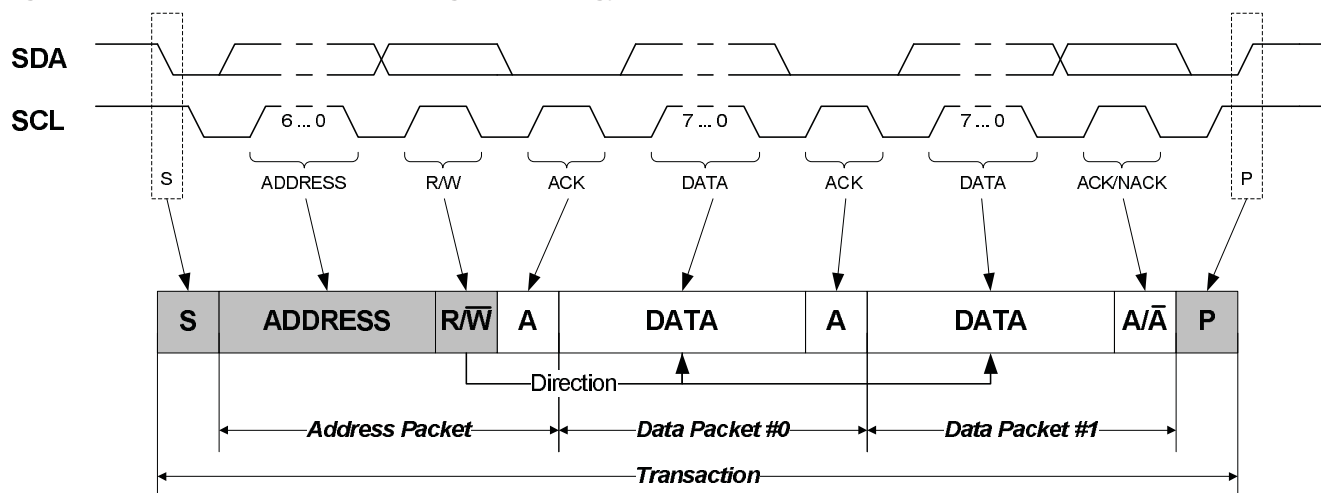 SDA
SCL
6 ... 0
7 ... 0
7 ... 0
S
ADDRESS
R/W
ACK
DATA
ACK
DATA
ACK/NACK
P
S
ADDRESS
R/W̅
A
DATA
A
DATA
A/A̅
P
Direction
Address Packet
Data Packet #0
Data Packet #1
Transaction